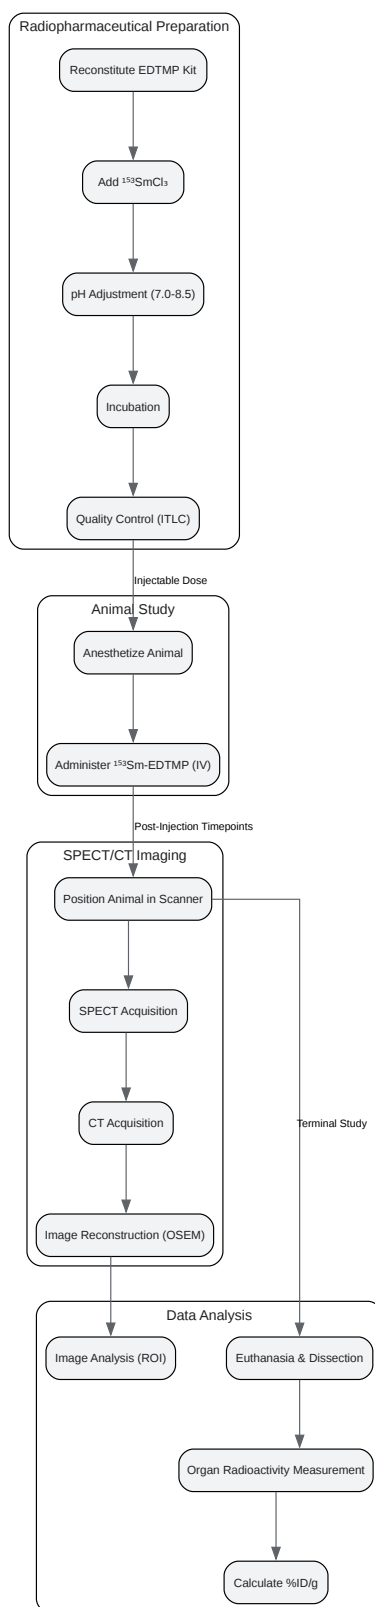 Radiopharmaceutical Preparation
Reconstitute EDTMP Kit
Add ¹⁵³SmCl₃
pH Adjustment (7.0-8.5)
Incubation
Quality Control (ITLC)
Injectable Dose
Animal Study
Anesthetize Animal
Administer ¹⁵³Sm-EDTMP (IV)
Post-Injection Timepoints
SPECT/CT Imaging
Position Animal in Scanner
SPECT Acquisition
CT Acquisition
Terminal Study
Image Reconstruction (OSEM)
Data Analysis
Image Analysis (ROI)
Euthanasia & Dissection
Organ Radioactivity Measurement
Calculate %ID/g